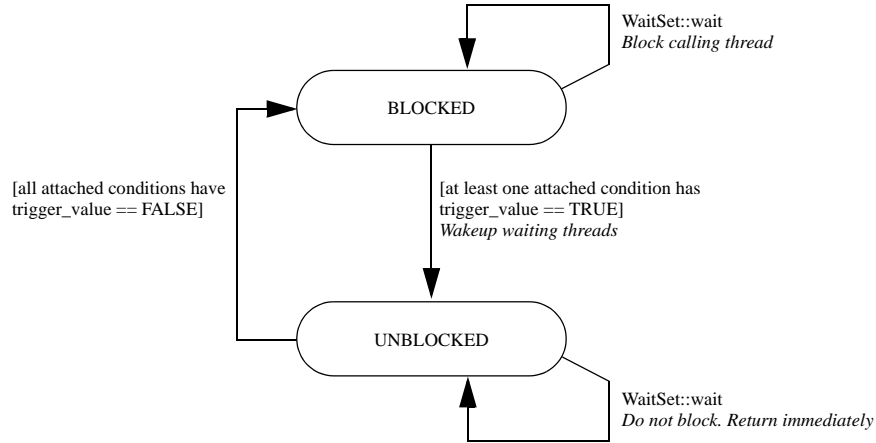 WaitSet::wait
Block calling thread
BLOCKED
[all attached conditions have
trigger_value == FALSE]
[at least one attached condition has
trigger_value == TRUE]
Wakeup waiting threads
UNBLOCKED
WaitSet::wait
Do not block. Return immediately